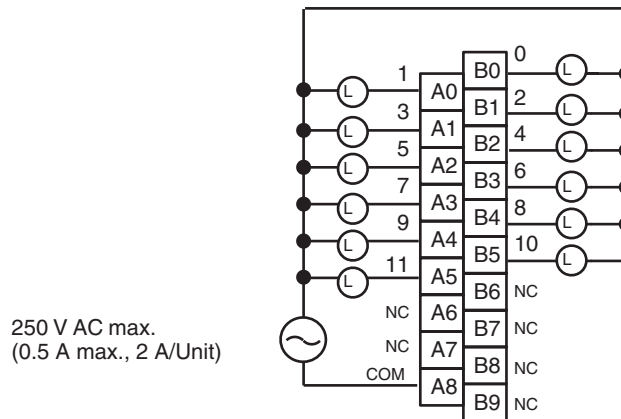 0
1 B0 L
L A0 2
3 B1 L
L A1 4
5 B2 L
L A2 6
7 B3 L
L A3 8
9 B4 L
L A4 10
11 B5 L
L A5 B6 NC
NC A6
B7 NC
NC A7
B8 NC
COM A8
B9 NC
250 V AC max.
(0.5 A max., 2 A/Unit)